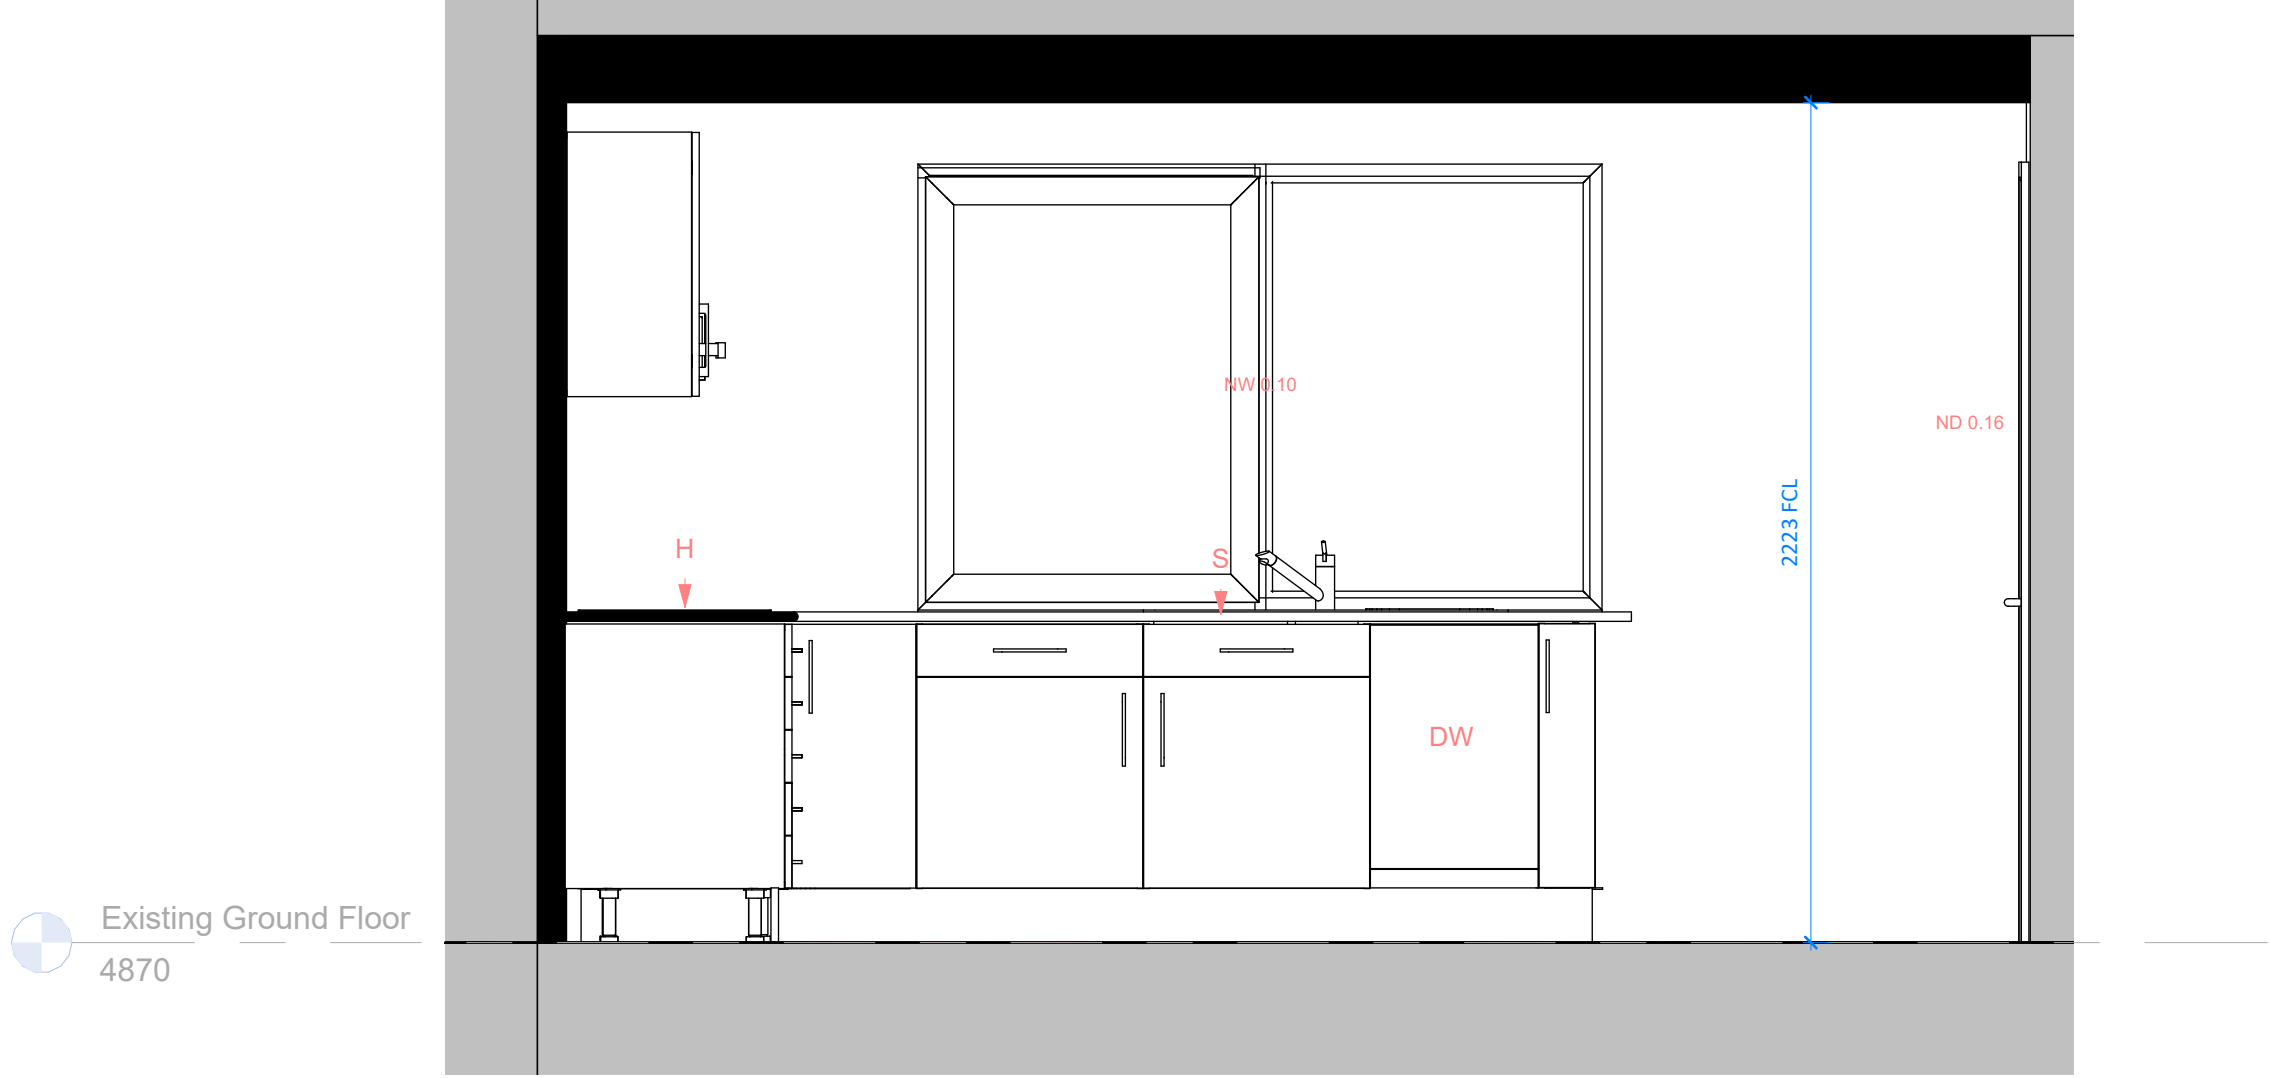 NW 0.10
ND 0.16
2223 FCL
H
S
DW
Existing Ground Floor
4870